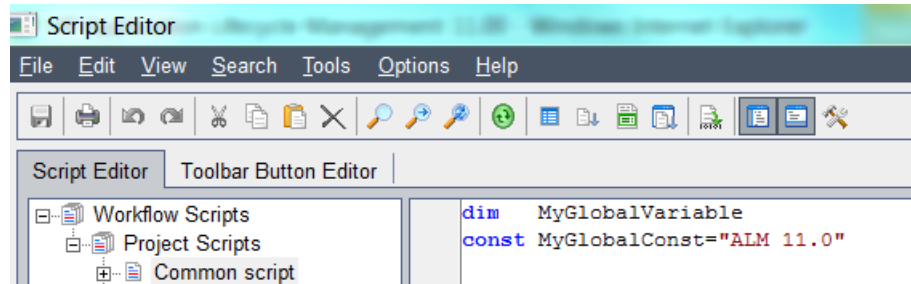 Script Editor
File Edit View Search Tools Options Help
Script Editor Toolbar Button Editor
Workflow Scripts
Project Scripts
Common script
dim MyGlobalVariable
const MyGlobalConst="ALM 11.0"